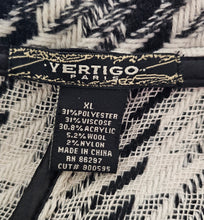 VERTIGO
PARIS
XL
31% POLYESTER
31% VISCOSE
30.8% ACRYLIC
5.2% WOOL
2% NYLON
MADE IN CHINA
RN 86297
CUT# 900595